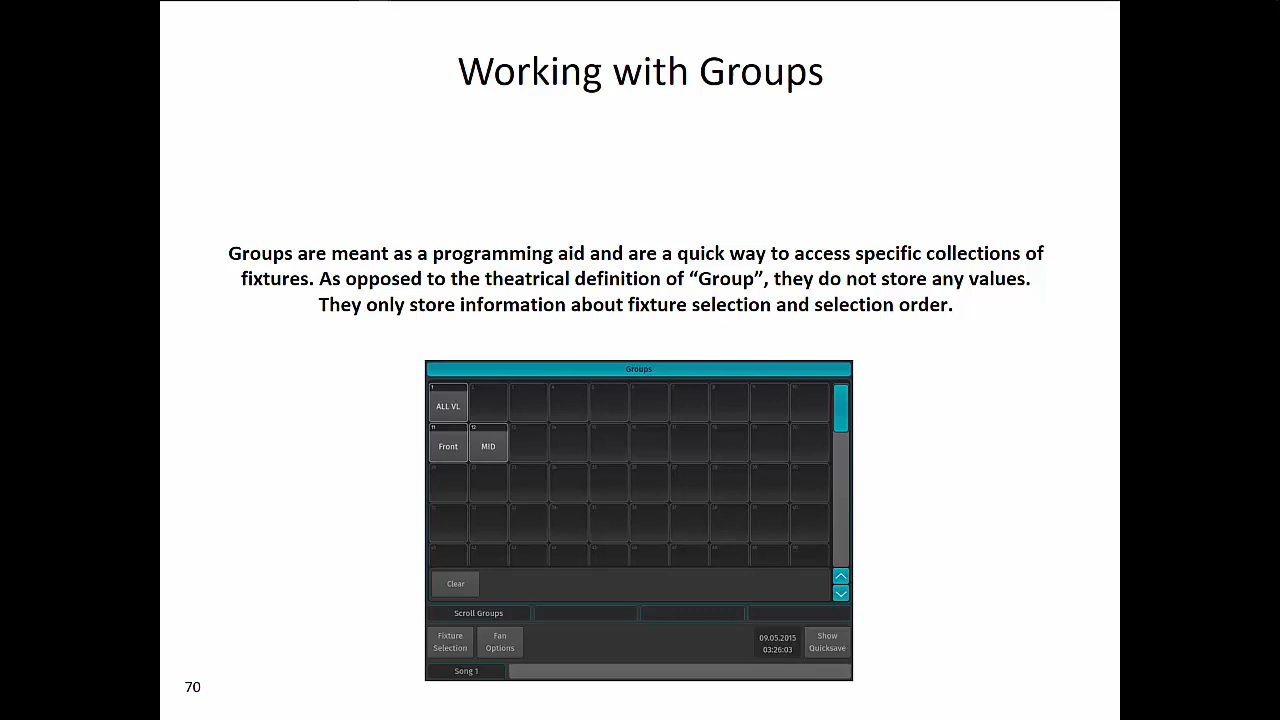 Working with Groups
Groups are meant as a programming aid and are a quick way to access specific collections of
fixtures. As opposed to the theatrical definition of “Group”, they do not store any values.
They only store information about fixture selection and selection order.
Groups
1
ALL VL
11 12
Front MID
Clear
Scroll Groups
Fixture
Selection
Fan
Options
09.05.2015
03:26:03
Show
Quicksave
Song 1
70